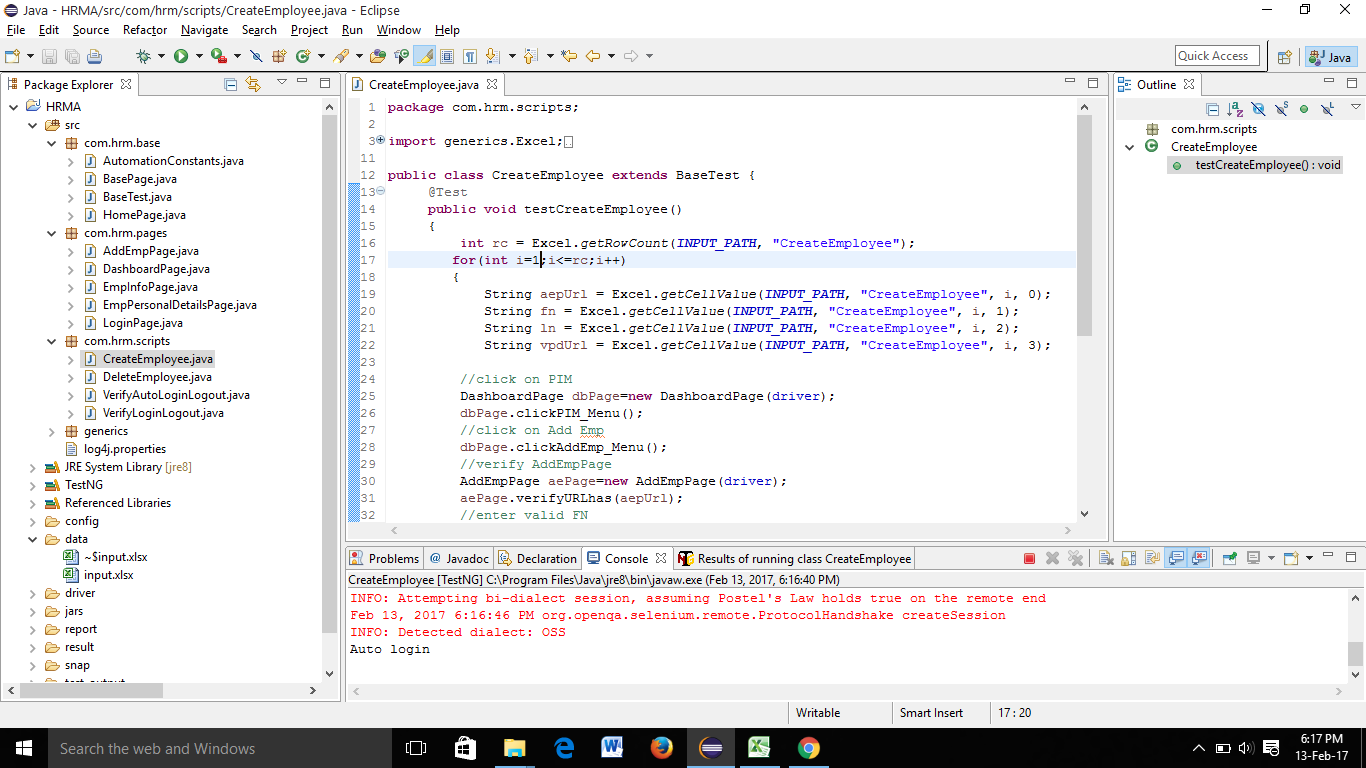 Java - HRMA/src/com/hrm/scripts/CreateEmployee.java - Eclipse
File Edit Source Refactor Navigate Search Project Run Window Help
Quick Access
Java
Package Explorer
HRMA
src
com.hrm.base
AutomationConstants.java
BasePage.java
BaseTest.java
HomePage.java
com.hrm.pages
AddEmpPage.java
DashboardPage.java
EmpInfoPage.java
EmpPersonalDetailsPage.java
LoginPage.java
com.hrm.scripts
CreateEmployee.java
DeleteEmployee.java
VerifyAutoLoginLogout.java
VerifyLoginLogout.java
generics
log4j.properties
JRE System Library [jre8]
TestNG
Referenced Libraries
config
data
~$input.xlsx
input.xlsx
driver
jars
report
result
snap
CreateEmployee.java
1 package com.hrm.scripts;
2
3 import generics.Excel;
11
12 public class CreateEmployee extends BaseTest {
13 @Test
14 public void testCreateEmployee()
15 {
16 int rc = Excel.getRowCount(INPUT_PATH, "CreateEmployee");
17 for(int i=1;i<=rc;i++)
18 {
19 String aepUrl = Excel.getCellValue(INPUT_PATH, "CreateEmployee", i, 0);
20 String fn = Excel.getCellValue(INPUT_PATH, "CreateEmployee", i, 1);
21 String ln = Excel.getCellValue(INPUT_PATH, "CreateEmployee", i, 2);
22 String vpdUrl = Excel.getCellValue(INPUT_PATH, "CreateEmployee", i, 3);
23
24 //click on PIM
25 DashboardPage dbPage=new DashboardPage(driver);
26 dbPage.clickPIM_Menu();
27 //click on Add Emp
28 dbPage.clickAddEmp_Menu();
29 //verify AddEmpPage
30 AddEmpPage aePage=new AddEmpPage(driver);
31 aePage.verifyURLhas(aepUrl);
32 //enter valid FN
Outline
com.hrm.scripts
CreateEmployee
testCreateEmployee() : void
Problems @ Javadoc Declaration Console Results of running class CreateEmployee
CreateEmployee [TestNG] C:\Program Files\Java\jre8\bin\javaw.exe (Feb 13, 2017, 6:16:40 PM)
INFO: Attempting bi-dialect session, assuming Postel's Law holds true on the remote end
Feb 13, 2017 6:16:46 PM org.openqa.selenium.remote.ProtocolHandshake createSession
INFO: Detected dialect: OSS
Auto login
Writable Smart Insert 17 : 20
Search the web and Windows
6:17 PM
13-Feb-17